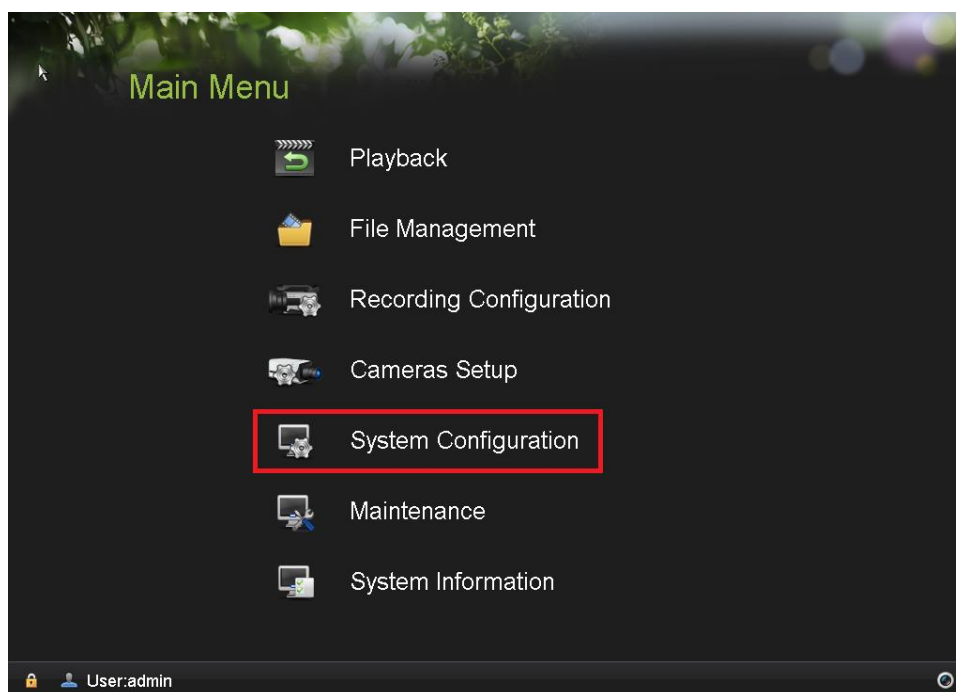 Main Menu
Playback
File Management
Recording Configuration
Cameras Setup
System Configuration
Maintenance
System Information
User:admin